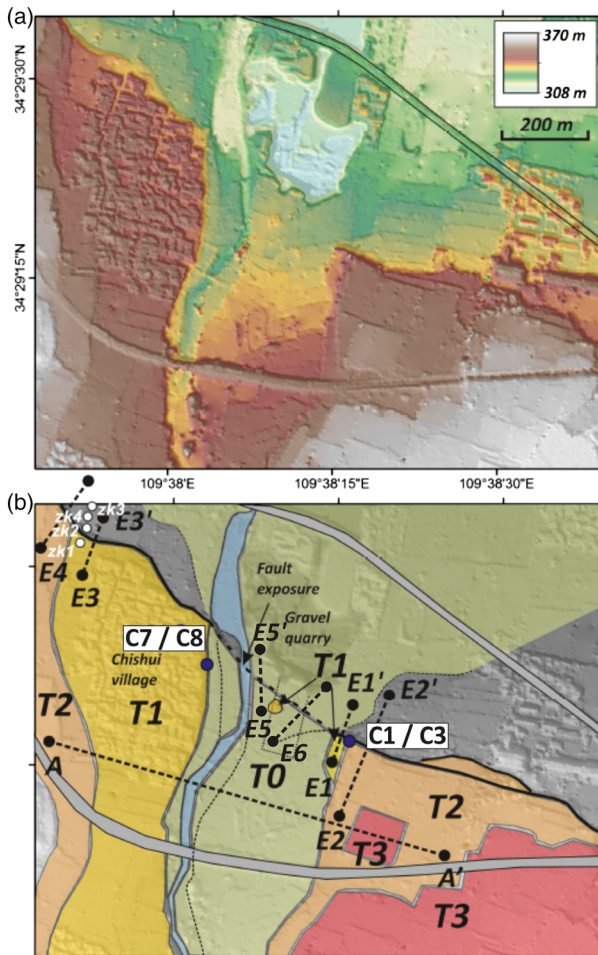 (a)
34°29'30"N
34°29'15"N
370 m
308 m
200 m
109°38'E
109°38'15"E
109°38'30"E
(b)
zk3
zk4
zk2
zk1
E3'
E4
E3
Fault
exposure
Gravel
quarry
C7 / C8
Chishui
village
E5'
T1
E1'
E2'
T2
T1
E5
E6
C1 / C3
A
T0
E1
T2
E2
T3
A'
T3